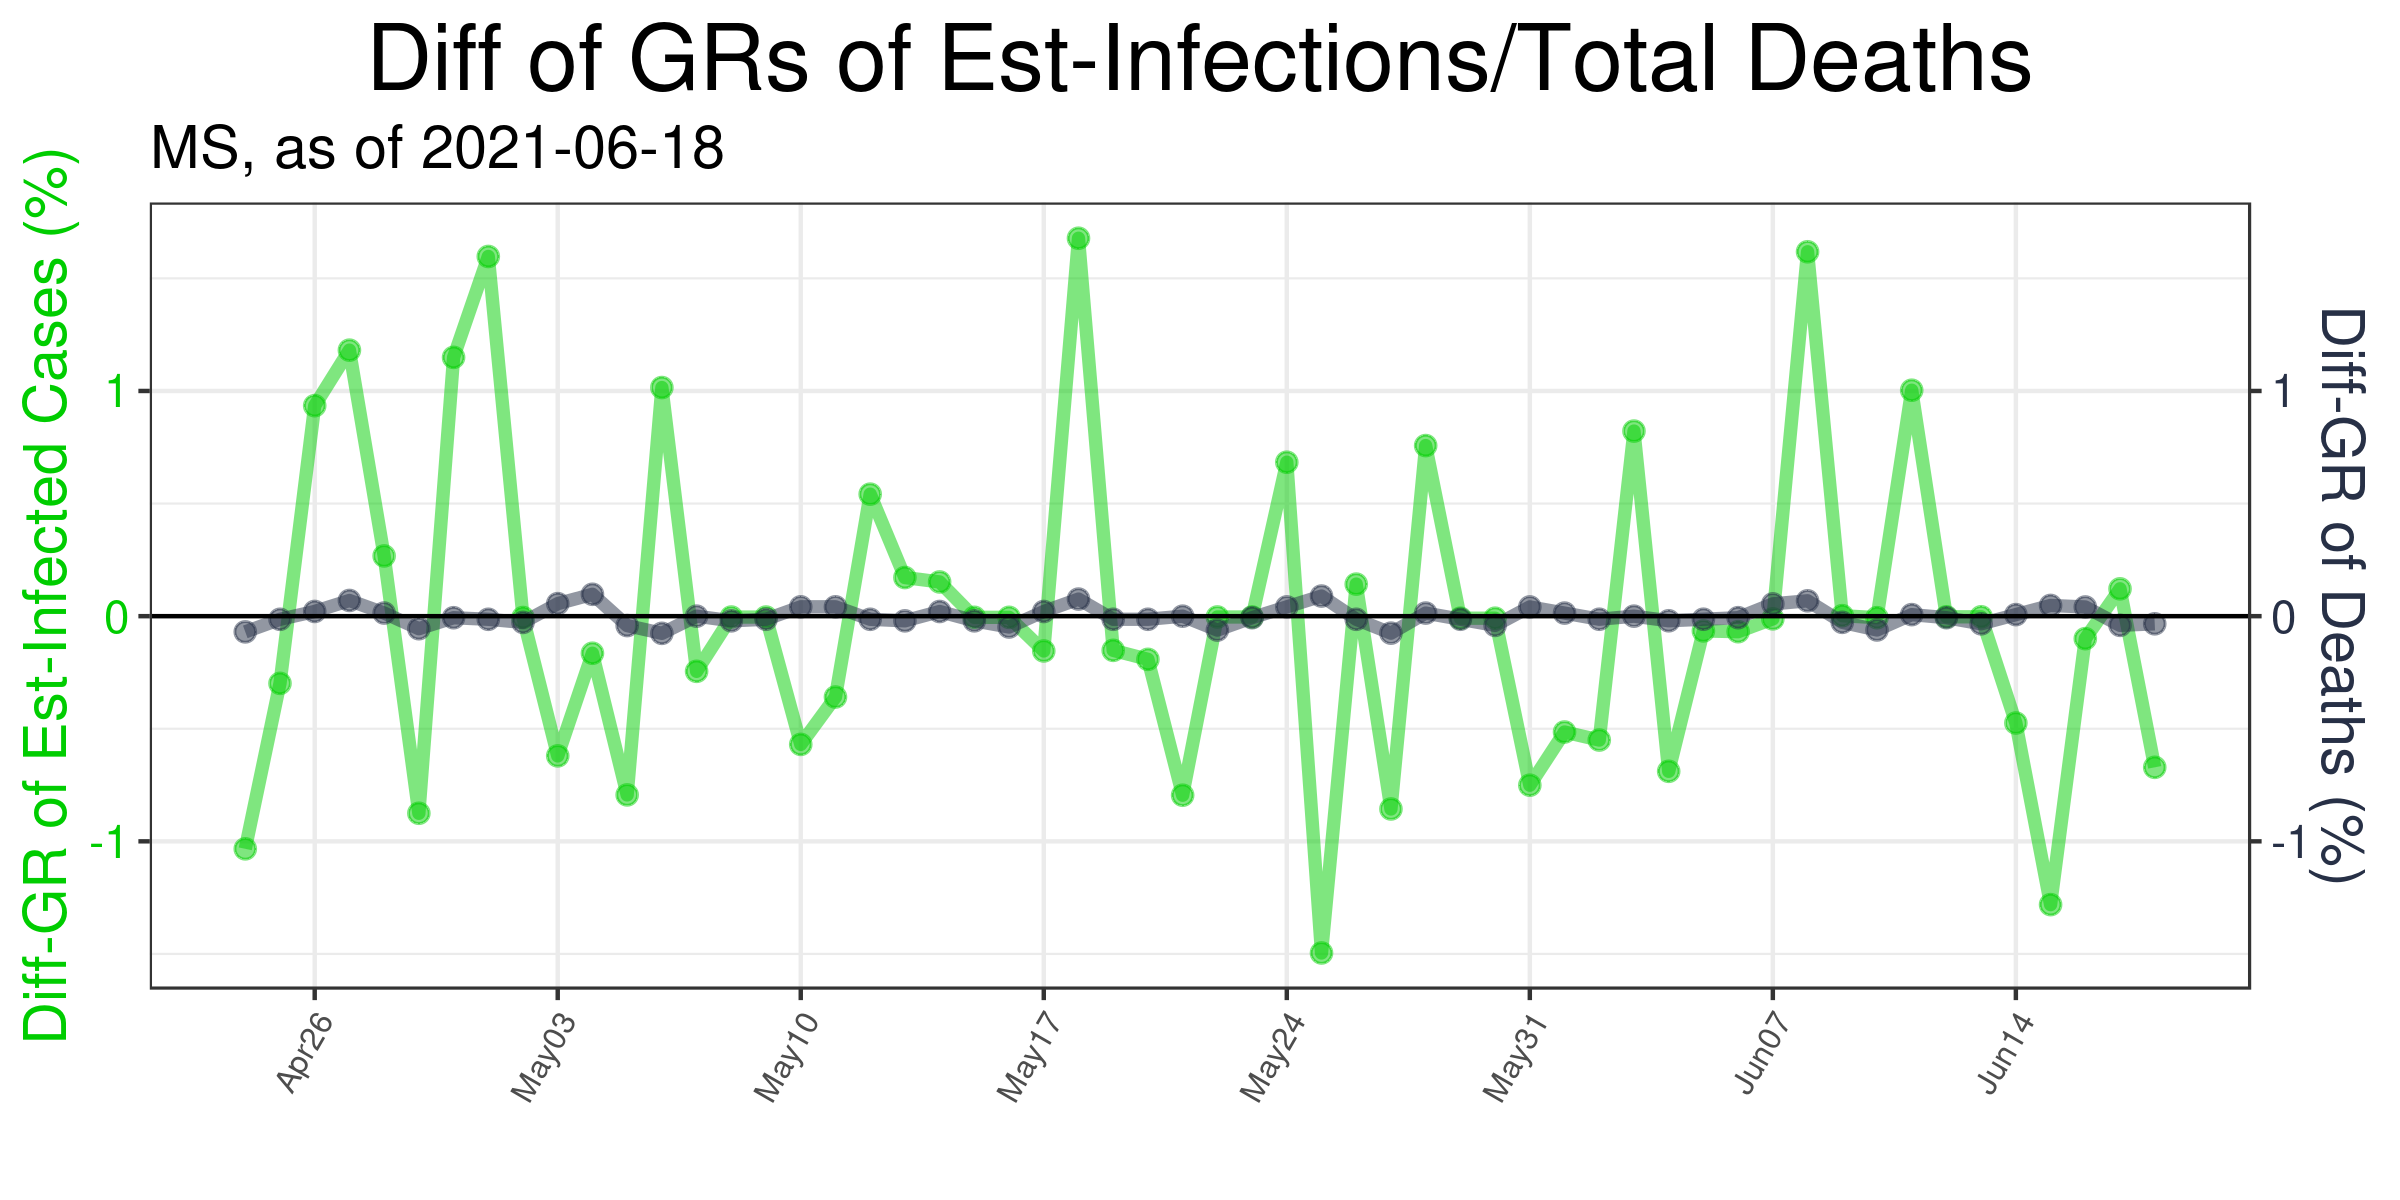 Diff of GRs of Est-Infections/Total Deaths
MS, as of 2021-06-18
Diff-GR of Est-Infected Cases (%)
1
0
-1
1
0
-1
Diff-GR of Deaths (%)
Apr26
May03
May10
May17
May24
May31
Jun07
Jun14